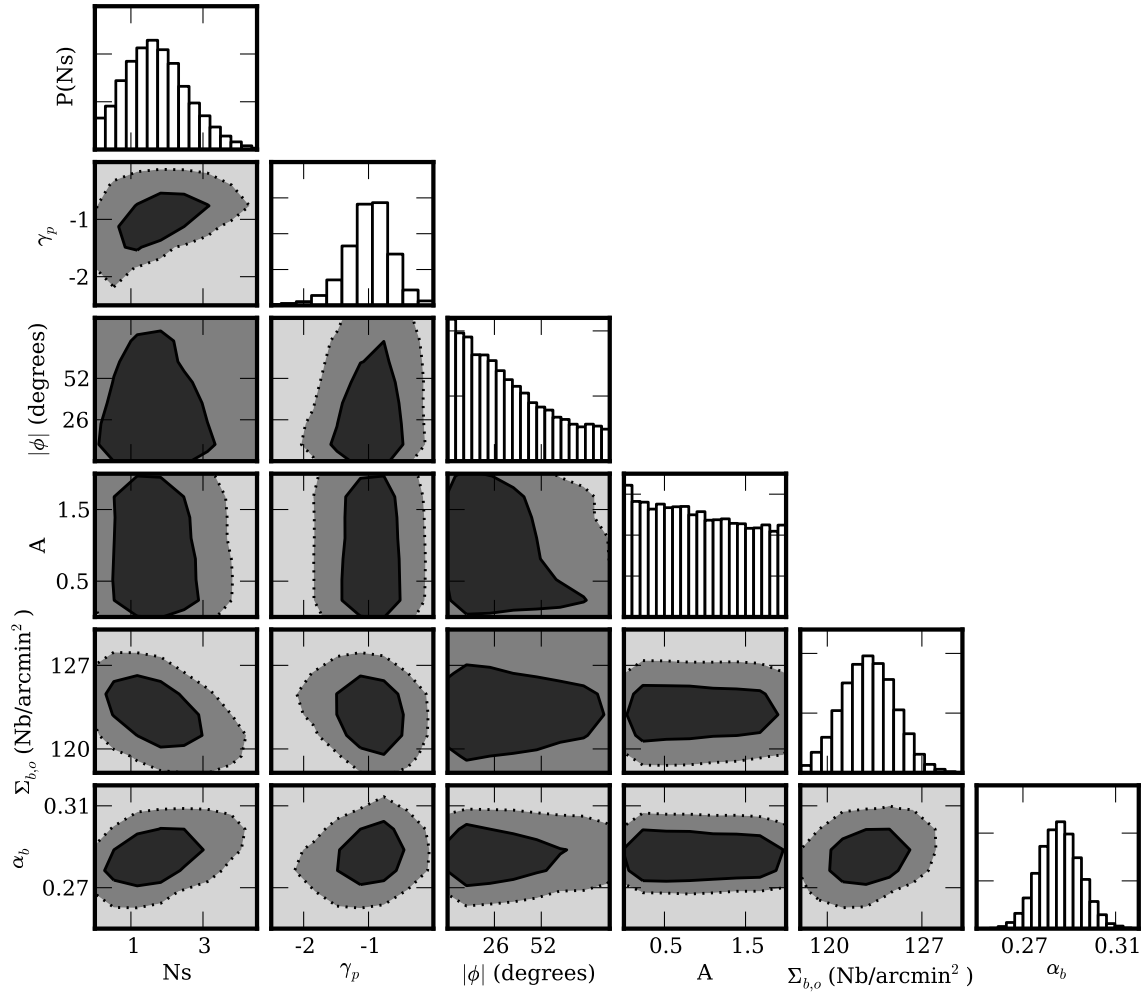 P(Ns)
γp
-1
-2
|ϕ| (degrees)
52
26
A
1.5
0.5
Σb,o (Nb/arcmin2 )
127
120
αb
0.31
0.27
1 3 -2 -1 26 52 0.5 1.5 120 127 0.27 0.31
Ns γp |ϕ| (degrees) A Σb,o (Nb/arcmin2 ) αb